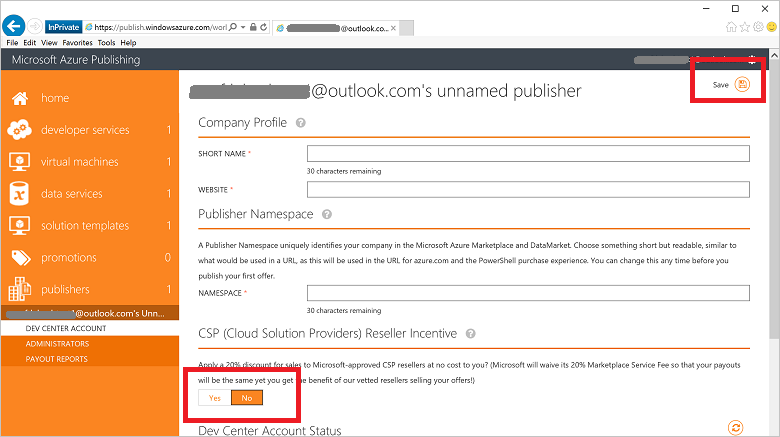 InPrivate
https://publish.windowsazure.com/worl
@outlook.co...
File Edit View Favorites Tools Help
Microsoft Azure Publishing
Save
home
developer services 1
virtual machines 1
data services 1
solution templates 1
promotions 0
publishers 1
@outlook.com's Unn...
DEV CENTER ACCOUNT
ADMINISTRATORS
PAYOUT REPORTS
@outlook.com's unnamed publisher
Company Profile ?
SHORT NAME *
30 characters remaining
WEBSITE *
Publisher Namespace ?
A Publisher Namespace uniquely identifies your company in the Microsoft Azure Marketplace and DataMarket. Choose something short but readable, similar to
what would be used in a URL, as this will be used in the URL for azure.com and the PowerShell purchase experience. You can change this any time before you
publish your first offer.
NAMESPACE *
30 characters remaining
CSP (Cloud Solution Providers) Reseller Incentive ?
Apply a 20% discount for sales to Microsoft-approved CSP resellers at no cost to you? (Microsoft will waive its 20% Marketplace Service Fee so that your payouts
will be the same yet you get the benefit of our vetted resellers selling your offers!)
Yes No
Dev Center Account Status